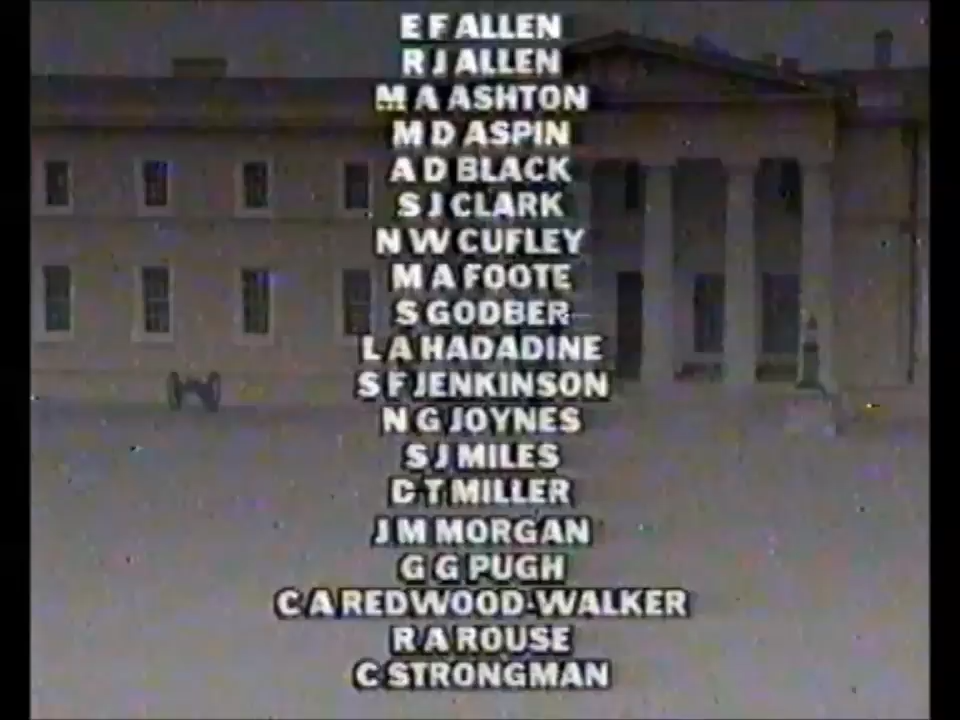 E F ALLEN
R J ALLEN
M A ASHTON
M D ASPIN
A D BLACK
S J CLARK
N W CUFLEY
M A FOOTE
S GODBER
L A HADADINE
S F JENKINSON
N G JOYNES
S J MILES
D T MILLER
J M MORGAN
G G PUGH
C A REDWOOD-WALKER
R A ROUSE
C STRONGMAN